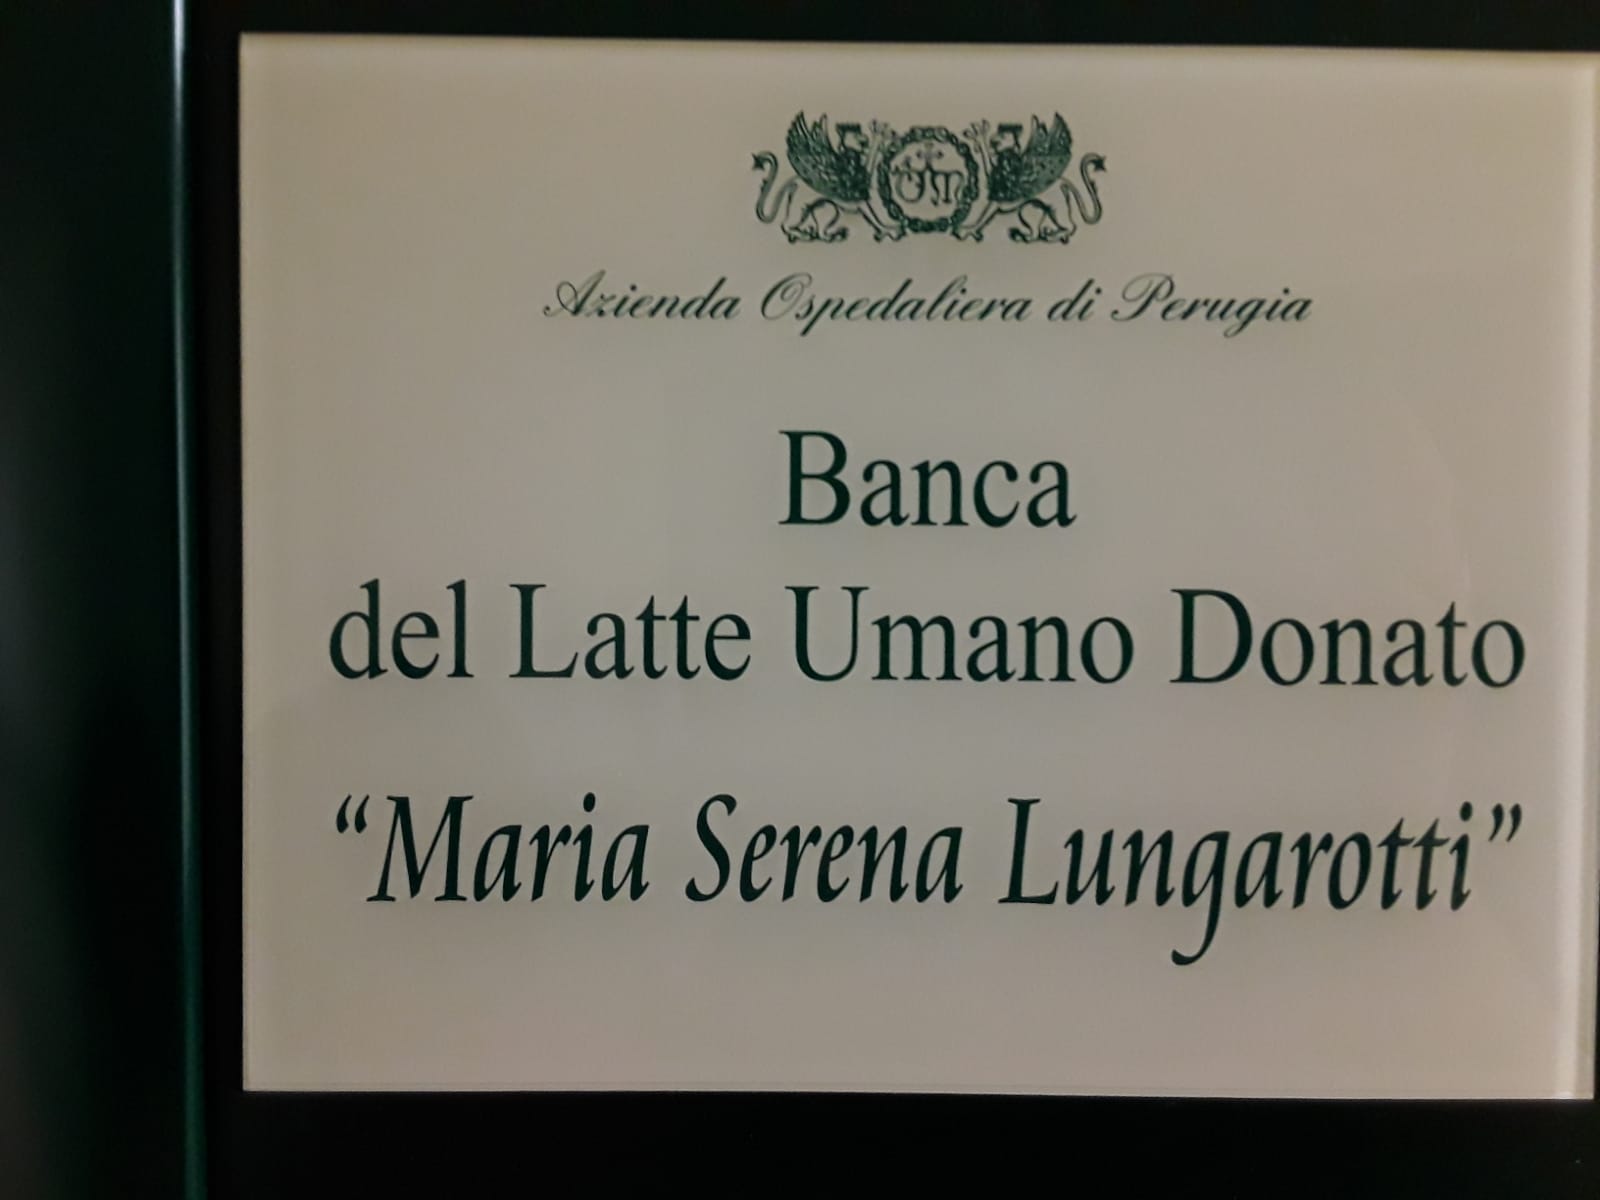 Azienda Ospedaliera di Perugia
Banca
del Latte Umano Donato
“Maria Serena Lungarotti”